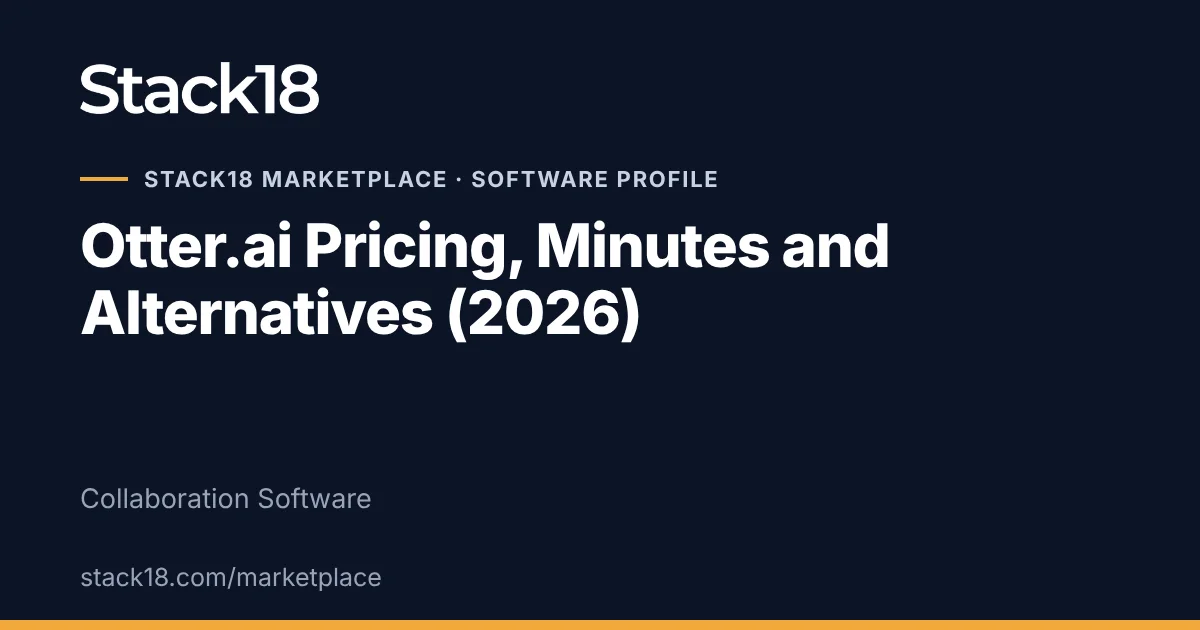 Stack18
STACK18 MARKETPLACE · SOFTWARE PROFILE
Otter.ai Pricing, Minutes and
Alternatives (2026)
Collaboration Software
stack18.com/marketplace